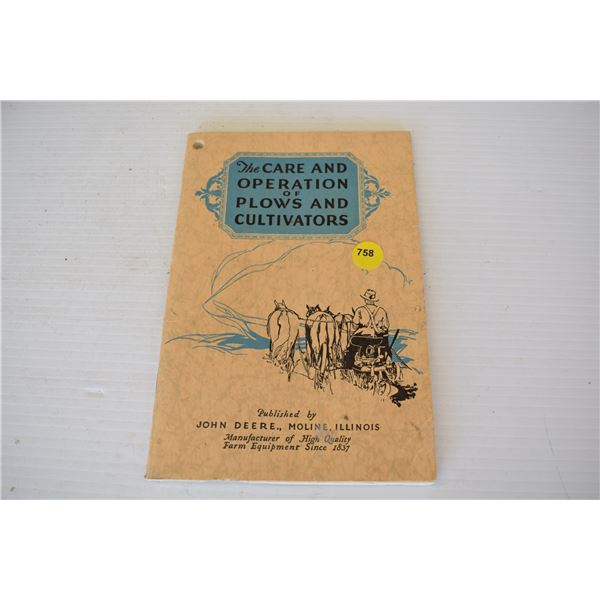 The CARE AND
OPERATION
OF
PLOWS AND
CULTIVATORS
758
Published by
JOHN DEERE., MOLINE, ILLINOIS
Manufacturer of High Quality
Farm Equipment Since 1837